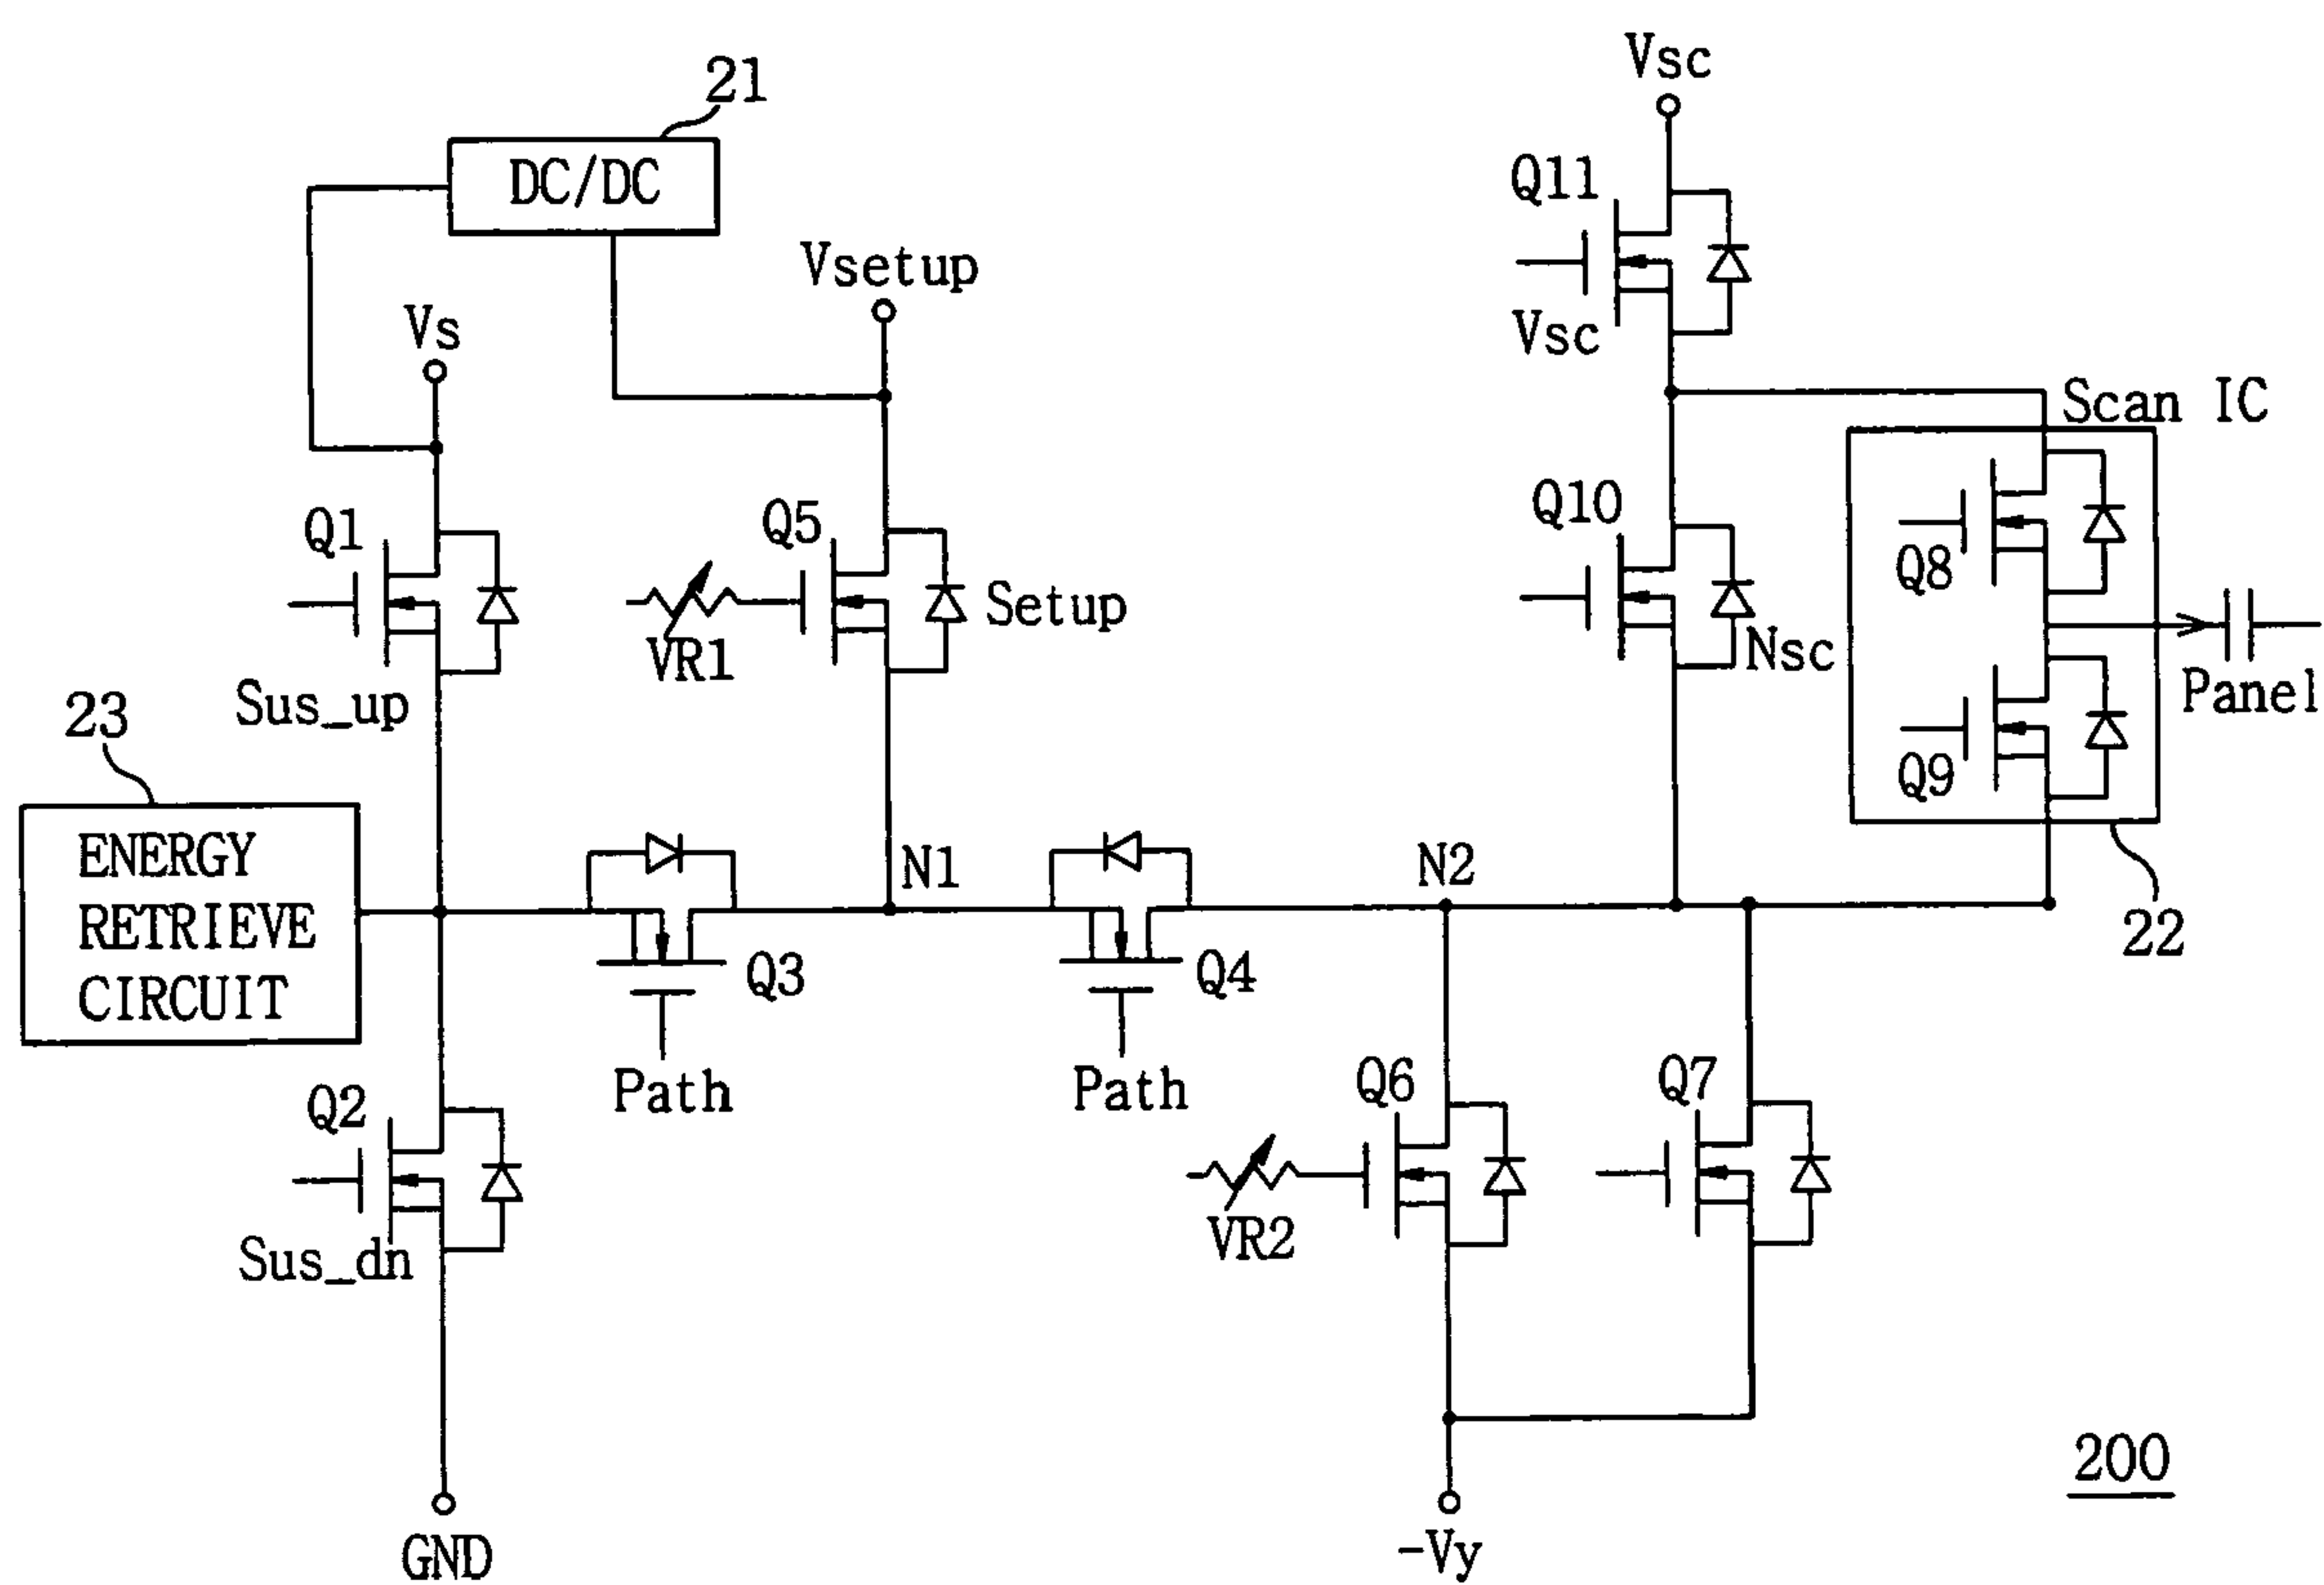 Vsc
21
DC/DC
Q11
Vsetup
Vs
Vsc
Scan IC
Q1
Q5
Q10
Q8
Setup
VR1
Nsc
Panel
Sus_up
23
Q9
ENERGY
RETRIEVE
CIRCUIT
N1
N2
22
Q3
Q4
Path
Path
Q6
Q7
Q2
VR2
Sus_dn
200
GND
-Vy